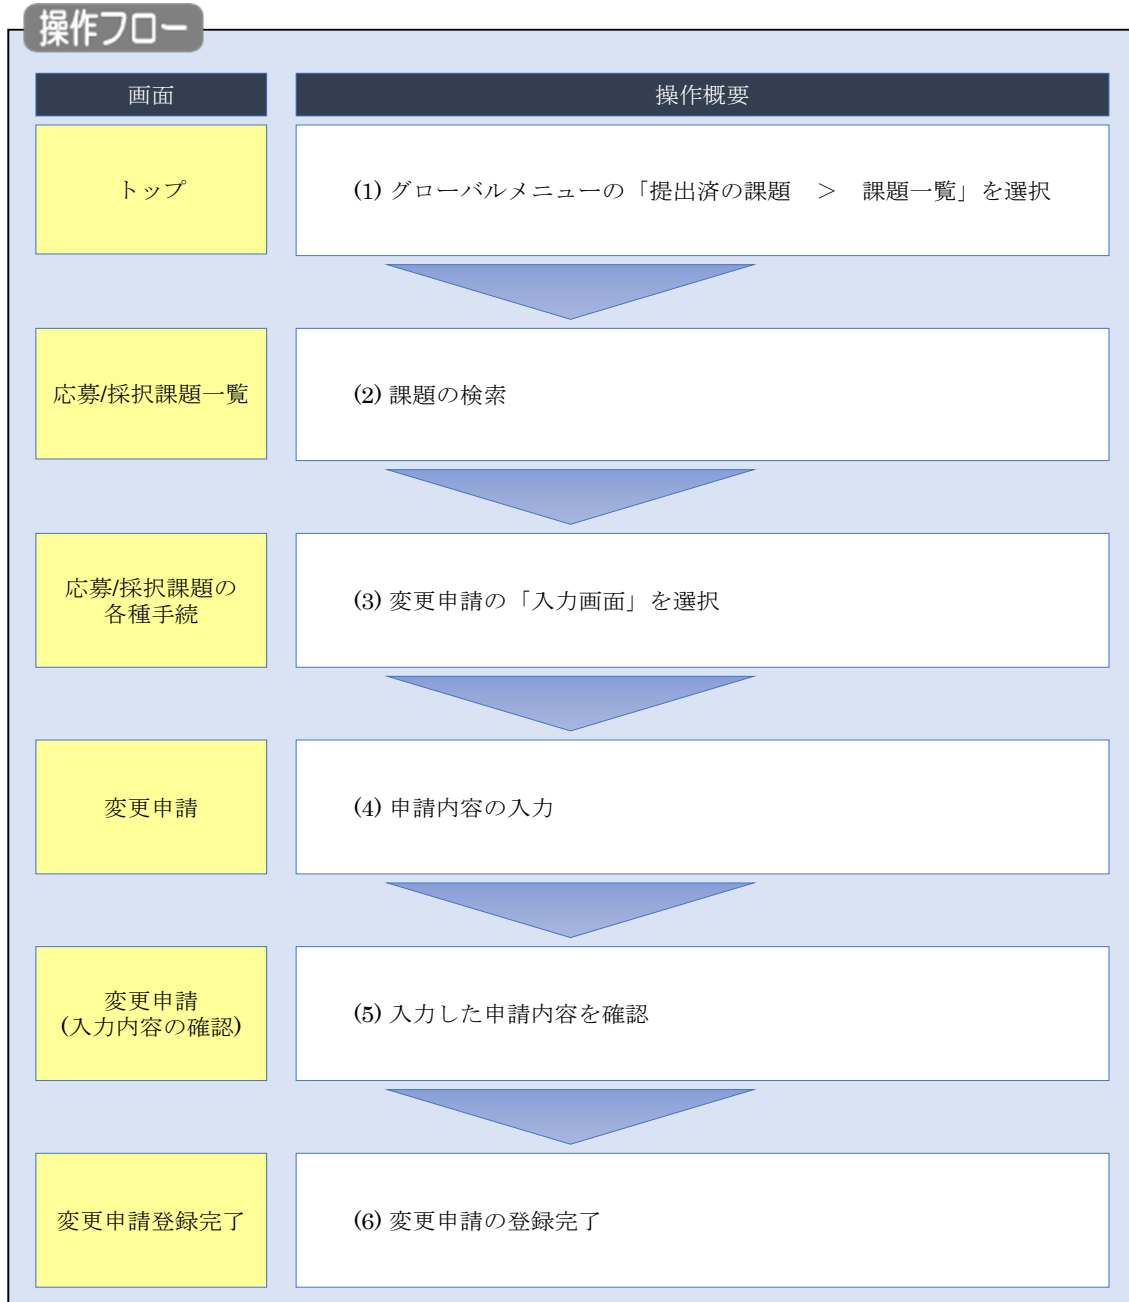 操作フロー
画面
操作概要
トップ
(1) グローバルメニューの「提出済の課題　＞　課題一覧」を選択
応募/採択課題一覧
(2) 課題の検索
応募/採択課題の
各種手続
(3) 変更申請の「入力画面」を選択
変更申請
(4) 申請内容の入力
変更申請
(入力内容の確認)
(5) 入力した申請内容を確認
変更申請登録完了
(6) 変更申請の登録完了